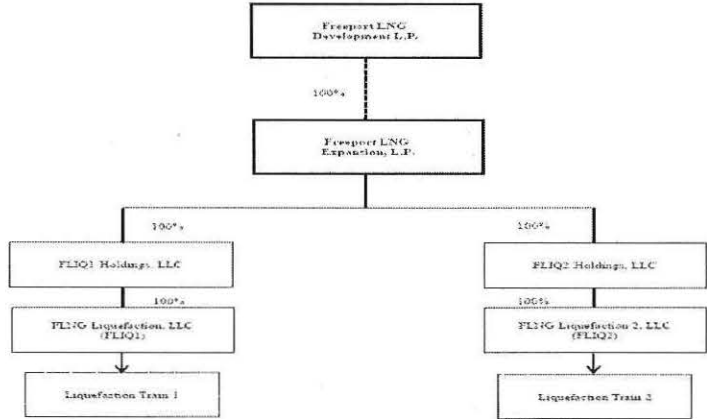 Freeport LNG
Development L.P.
100%
Freeport LNG
Expansion, L.P.
100%
100%
FLIQ1 Holdings, LLC
FLIQ2 Holdings, LLC
100%
100%
FLNG Liquefaction, LLC
(FLIQ1)
FLNG Liquefaction 2, LLC
(FLIQ2)
Liquefaction Train 1
Liquefaction Train 2